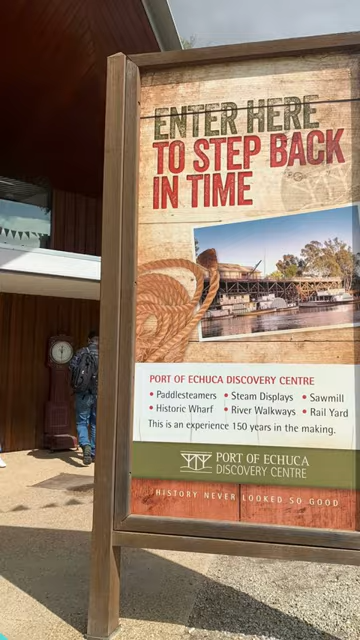 ENTER HERE
TO STEP BACK
IN TIME
PORT OF ECHUCA DISCOVERY CENTRE
• Paddlesteamers • Steam Displays • Sawmill
• Historic Wharf • River Walkways • Rail Yard
This is an experience 150 years in the making.
PORT OF ECHUCA
DISCOVERY CENTRE
HISTORY NEVER LOOKED SO GOOD